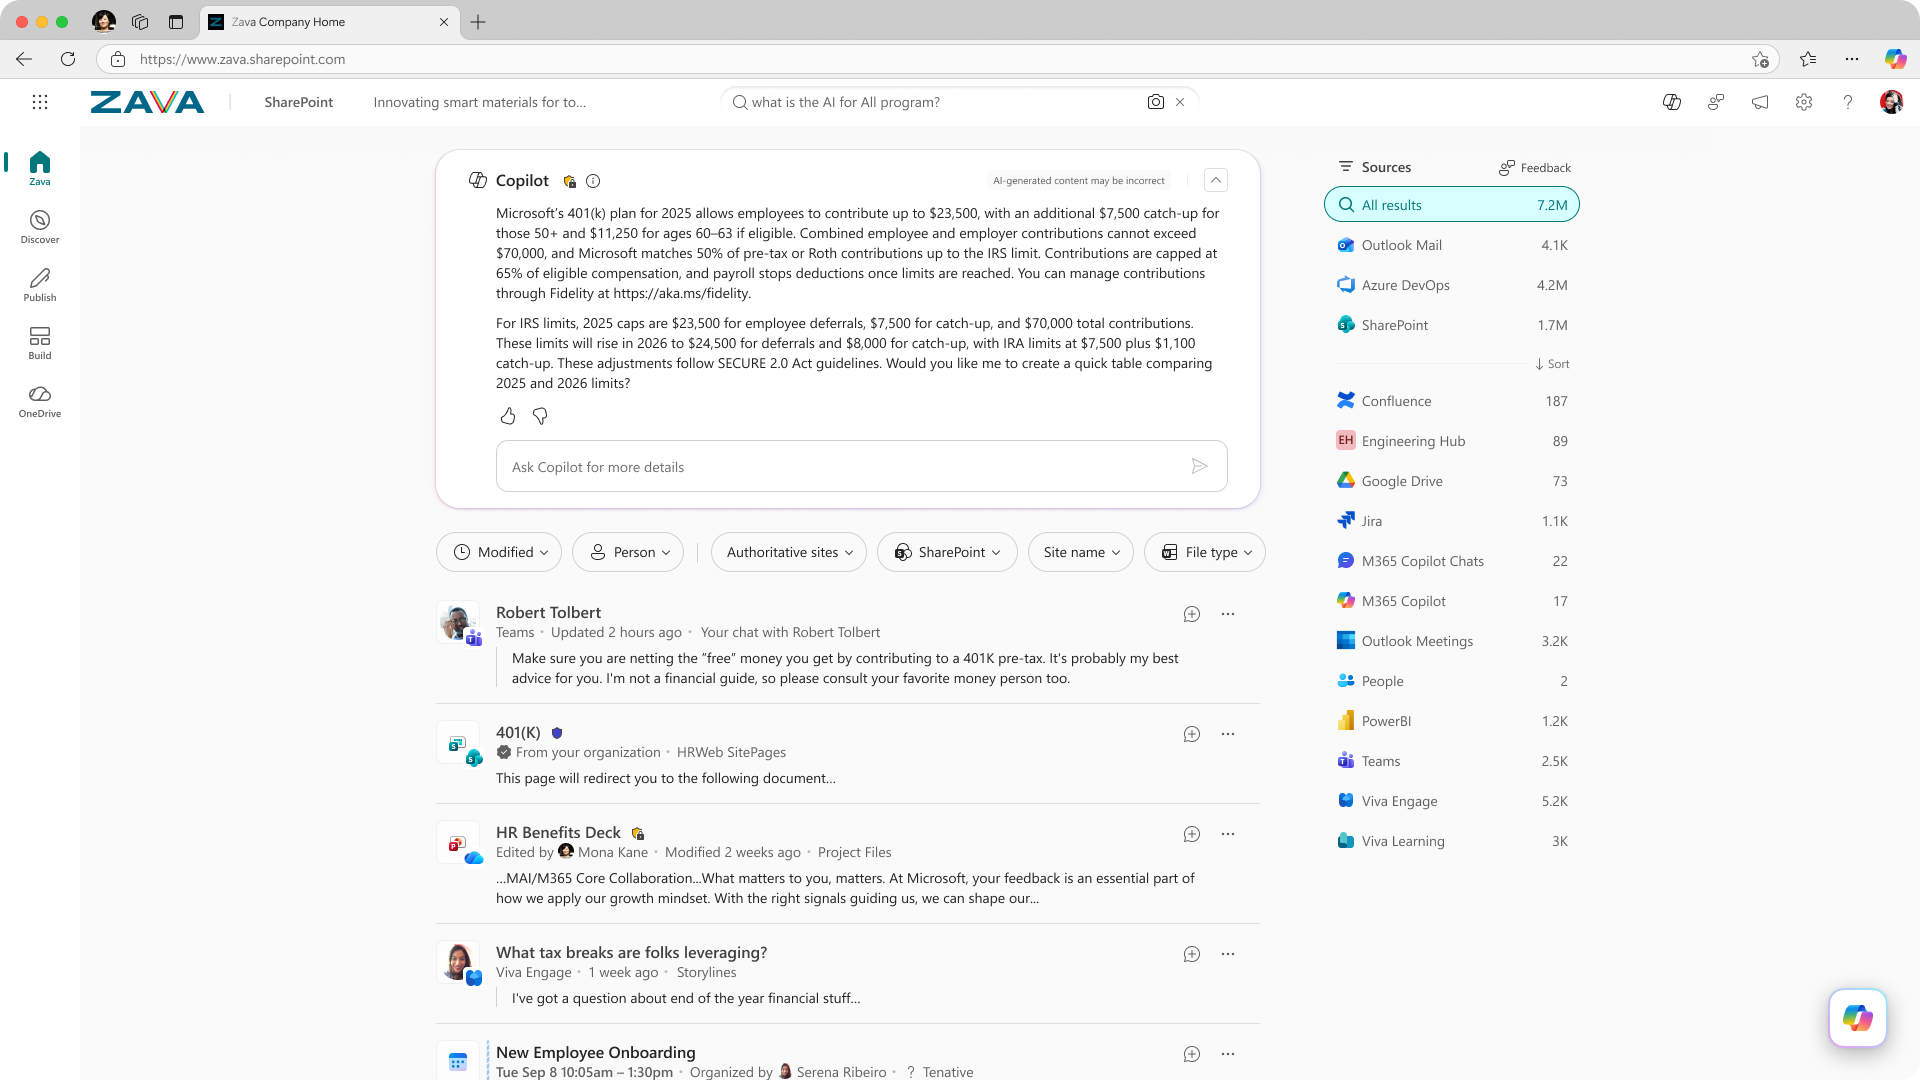 Zava Company Home
https://www.zava.sharepoint.com
ZAVA
SharePoint
Innovating smart materials for to...
what is the AI for All program?
Zava
Discover
Publish
Build
OneDrive
Copilot
AI-generated content may be incorrect
Microsoft's 401(k) plan for 2025 allows employees to contribute up to $23,500, with an additional $7,500 catch-up for
those 50+ and $11,250 for ages 60–63 if eligible. Combined employee and employer contributions cannot exceed
$70,000, and Microsoft matches 50% of pre-tax or Roth contributions up to the IRS limit. Contributions are capped at
65% of eligible compensation, and payroll stops deductions once limits are reached. You can manage contributions
through Fidelity at https://aka.ms/fidelity.
For IRS limits, 2025 caps are $23,500 for employee deferrals, $7,500 for catch-up, and $70,000 total contributions.
These limits will rise in 2026 to $24,500 for deferrals and $8,000 for catch-up, with IRA limits at $7,500 plus $1,100
catch-up. These adjustments follow SECURE 2.0 Act guidelines. Would you like me to create a quick table comparing
2025 and 2026 limits?
Ask Copilot for more details
Modified
Person
Authoritative sites
SharePoint
Site name
File type
Robert Tolbert
Teams • Updated 2 hours ago • Your chat with Robert Tolbert
Make sure you are netting the "free" money you get by contributing to a 401K pre-tax. It's probably my best
advice for you. I'm not a financial guide, so please consult your favorite money person too.
401(K)
From your organization • HRWeb SitePages
This page will redirect you to the following document...
HR Benefits Deck
Edited by Mona Kane • Modified 2 weeks ago • Project Files
...MAI/M365 Core Collaboration...What matters to you, matters. At Microsoft, your feedback is an essential part of
how we apply our growth mindset. With the right signals guiding us, we can shape our...
What tax breaks are folks leveraging?
Viva Engage • 1 week ago • Storylines
I've got a question about end of the year financial stuff...
New Employee Onboarding
Tue Sep 8 10:05am – 1:30pm • Organized by Serena Ribeiro • ? Tenative
Sources
Feedback
All results 7.2M
Outlook Mail 4.1K
Azure DevOps 4.2M
SharePoint 1.7M
Sort
Confluence 187
EH Engineering Hub 89
Google Drive 73
Jira 1.1K
M365 Copilot Chats 22
M365 Copilot 17
Outlook Meetings 3.2K
People 2
PowerBI 1.2K
Teams 2.5K
Viva Engage 5.2K
Viva Learning 3K